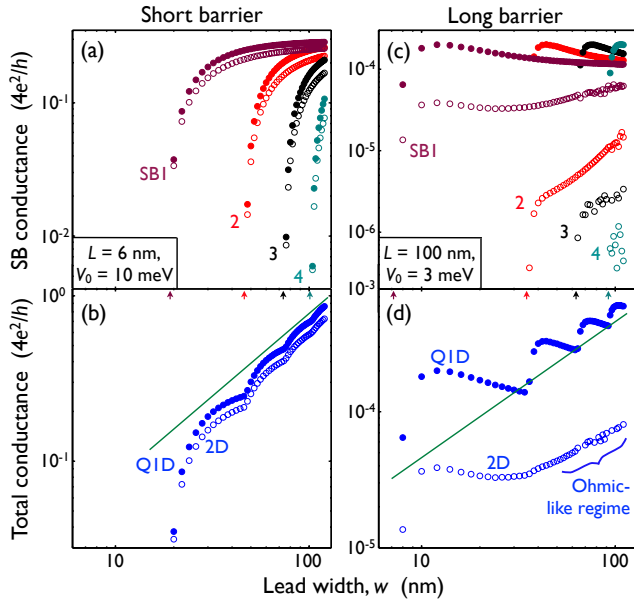 Short barrier
Long barrier
(a)
(c)
SB conductance (4e²/h)
10⁻¹
10⁻²
SB1
2
3
4
L = 6 nm,
V₀ = 10 meV
10⁻⁴
10⁻⁵
10⁻⁶
10⁻³
SB1
2
3
4
L = 100 nm,
V₀ = 3 meV
(b)
(d)
Total conductance (4e²/h)
10⁰
10⁻¹
Q1D
2D
10⁻⁴
10⁻⁵
Q1D
2D
Ohmic-
like regime
10
100
10
100
Lead width, w (nm)